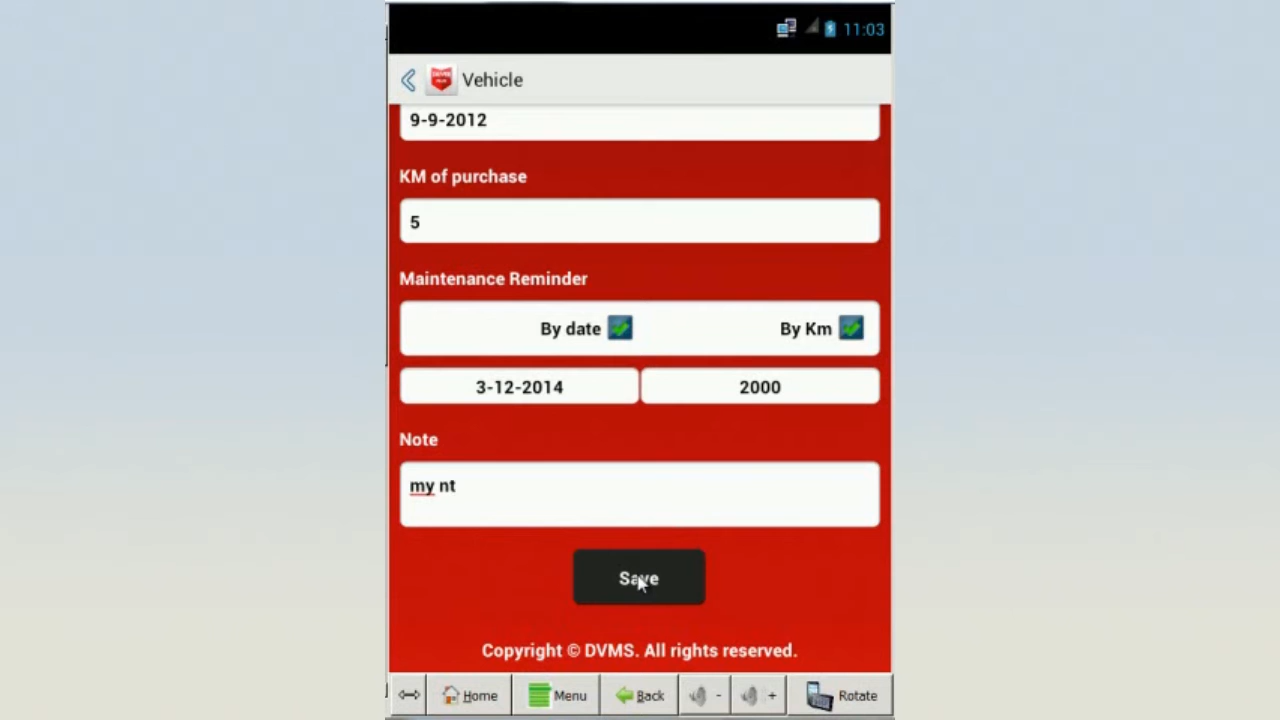 11:03
Vehicle
9-9-2012
KM of purchase
5
Maintenance Reminder
By date By Km
3-12-2014 2000
Note
my nt
Save
Copyright © DVMS. All rights reserved.
Home Menu Back - + Rotate